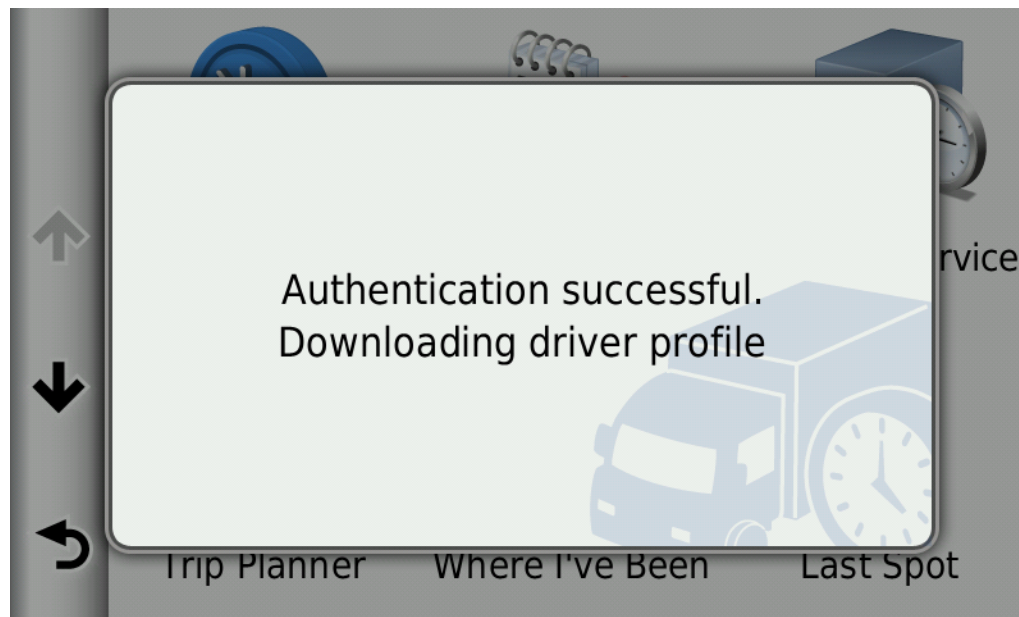 rvice
Authentication successful.
Downloading driver profile
Trip Planner
Where I've Been
Last Spot